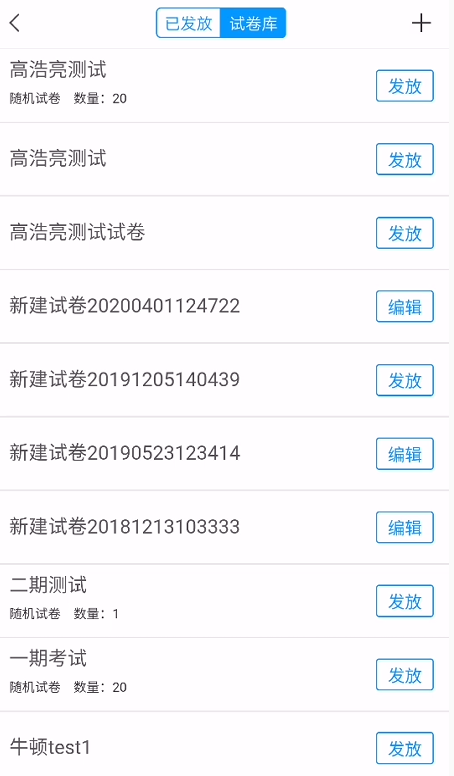 已发放 试卷库
高浩亮测试
随机试卷 数量：20
发放
高浩亮测试
发放
高浩亮测试试卷
发放
新建试卷20200401124722
编辑
新建试卷20191205140439
发放
新建试卷20190523123414
编辑
新建试卷20181213103333
编辑
二期测试
随机试卷 数量：1
发放
一期考试
随机试卷 数量：20
发放
牛顿test1
发放